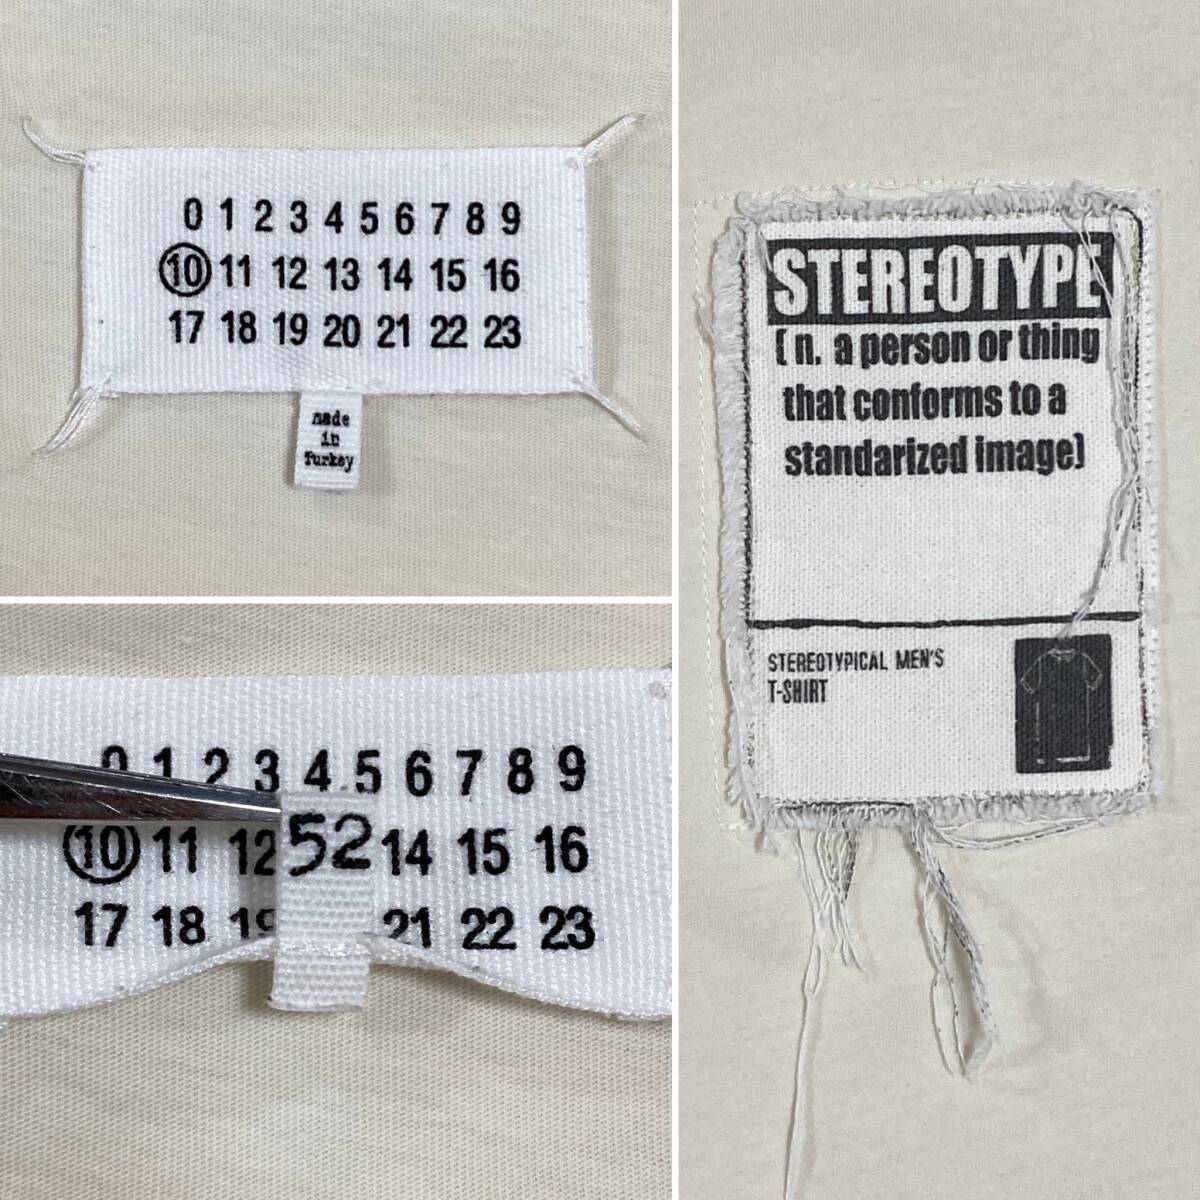 0 1 2 3 4 5 6 7 8 9
10 11 12 13 14 15 16
17 18 19 20 21 22 23
made
in
Turkey
0 1 2 3 4 5 6 7 8 9
10 11 12 52 14 15 16
17 18 19 21 22 23
STEREOTYPE
[n. a person or thing
that conforms to a
standarized image]
STEREOTYPICAL MEN'S
T-SHIRT